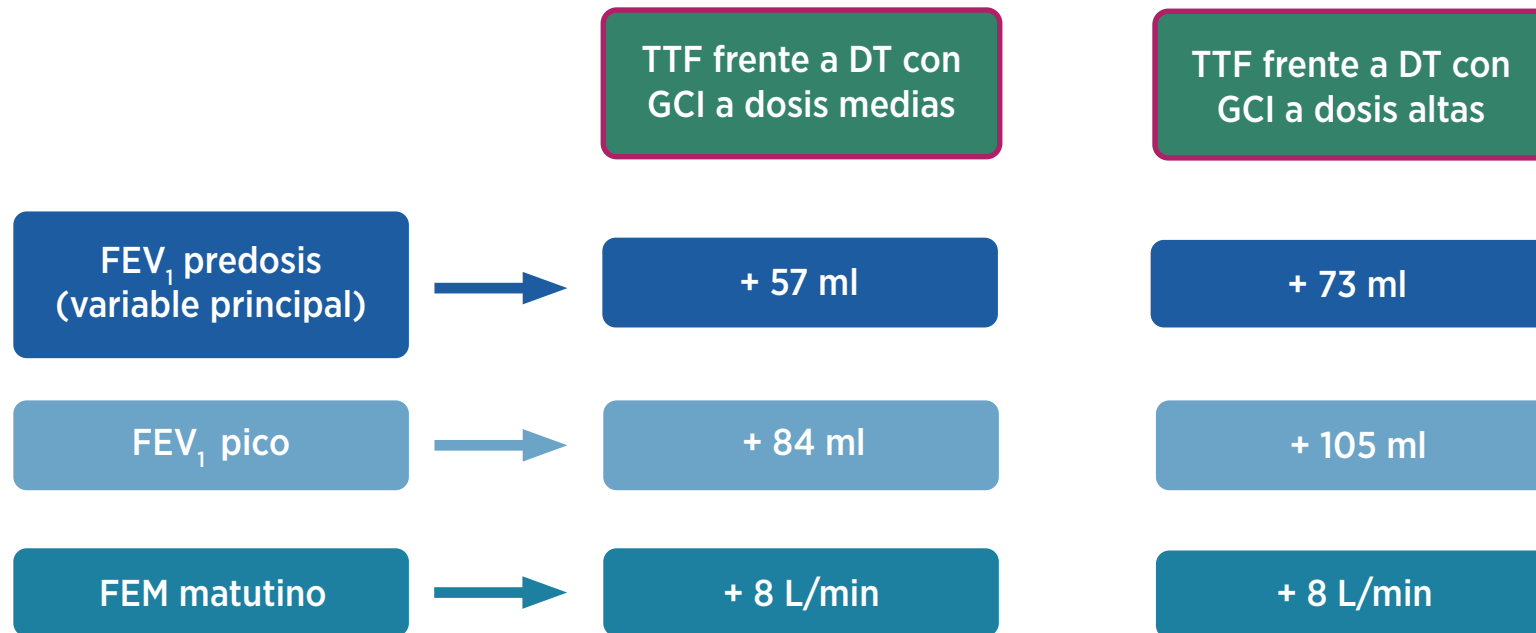 TTF frente a DT con
GCI a dosis medias
TTF frente a DT con
GCI a dosis altas
FEV₁ predosis
(variable principal)
+ 57 ml
+ 73 ml
FEV₁ pico
+ 84 ml
+ 105 ml
FEM matutino
+ 8 L/min
+ 8 L/min